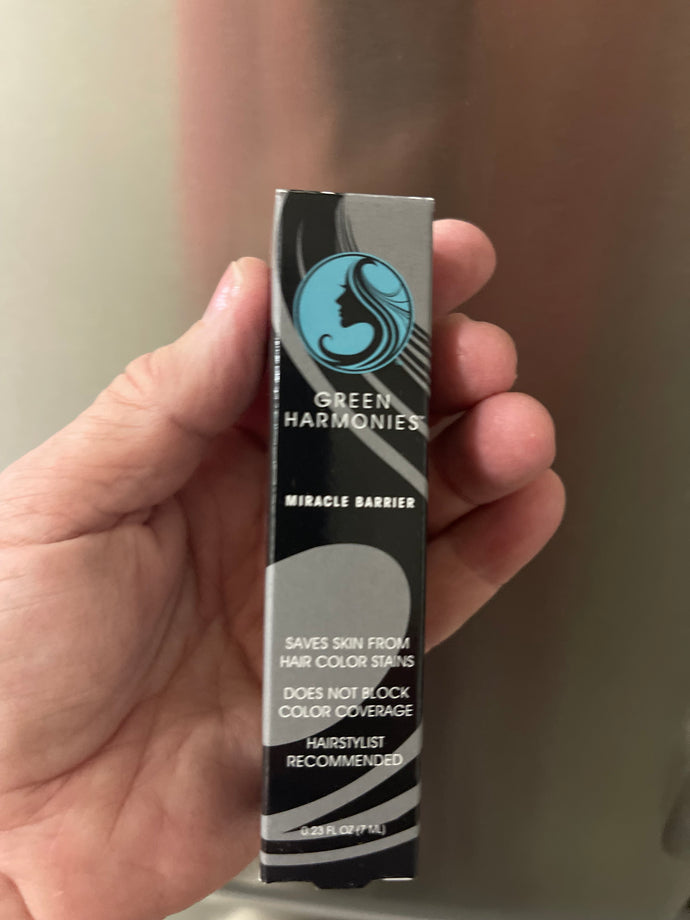 GREEN
HARMONIES™
MIRACLE BARRIER
SAVES SKIN FROM
HAIR COLOR STAINS
DOES NOT BLOCK
COLOR COVERAGE
HAIRSTYLIST
RECOMMENDED
0.23 FL OZ (7 ML)